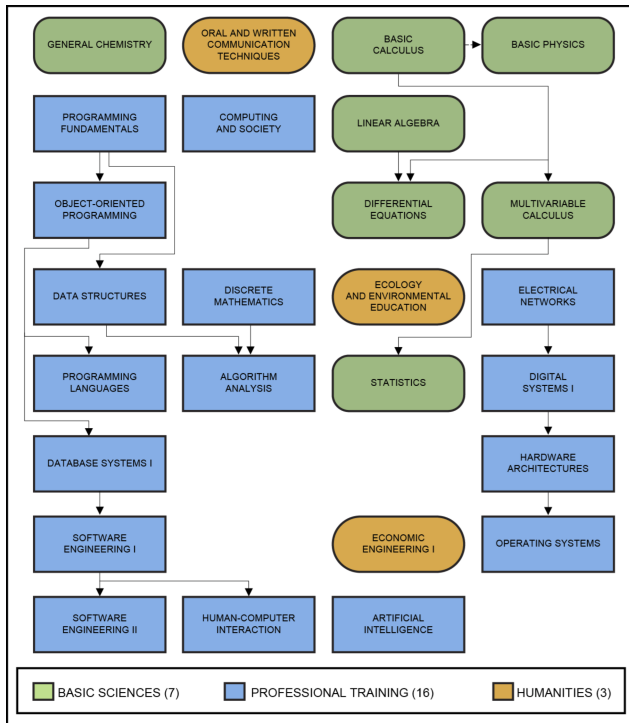 GENERAL CHEMISTRY
ORAL AND WRITTEN
COMMUNICATION
TECHNIQUES
BASIC
CALCULUS
BASIC PHYSICS
PROGRAMMING
FUNDAMENTALS
COMPUTING
AND SOCIETY
LINEAR ALGEBRA
OBJECT-ORIENTED
PROGRAMMING
DIFFERENTIAL
EQUATIONS
MULTIVARIABLE
CALCULUS
DATA STRUCTURES
DISCRETE
MATHEMATICS
ECOLOGY
AND ENVIRONMENTAL
EDUCATION
ELECTRICAL
NETWORKS
PROGRAMMING
LANGUAGES
ALGORITHM
ANALYSIS
STATISTICS
DIGITAL
SYSTEMS I
DATABASE SYSTEMS I
HARDWARE
ARCHITECTURES
SOFTWARE
ENGINEERING I
ECONOMIC
ENGINEERING I
OPERATING SYSTEMS
SOFTWARE
ENGINEERING II
HUMAN-COMPUTER
INTERACTION
ARTIFICIAL
INTELLIGENCE
BASIC SCIENCES (7)
PROFESSIONAL TRAINING (16)
HUMANITIES (3)